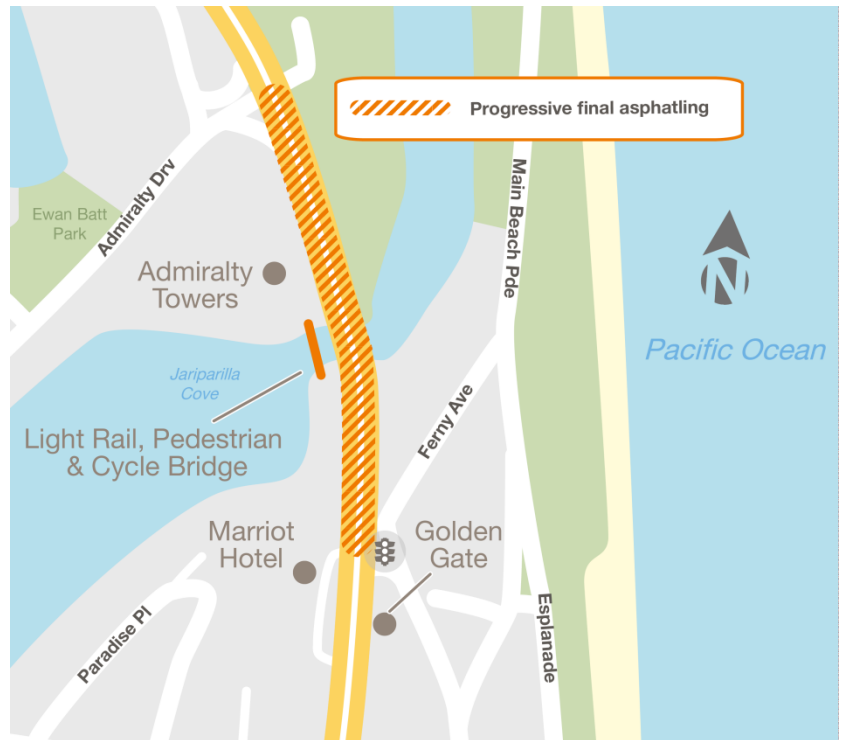 Progressive final asphatling
Admiralty Drv
Main Beach Pde
Ewan Batt
Park
Admiralty
Towers
N
Pacific Ocean
Jariparilla
Cove
Ferny Ave
Light Rail, Pedestrian
& Cycle Bridge
Marriot
Hotel
Golden
Gate
Paradise Pl
Esplanade